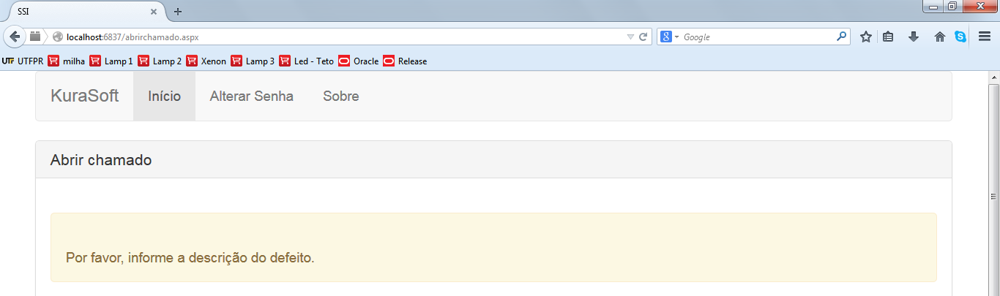 SSI
localhost:6837/abrirchamado.aspx
Google
UTF UTFPR milha Lamp 1 Lamp 2 Xenon Lamp 3 Led - Teto Oracle Release
KuraSoft Início Alterar Senha Sobre
Abrir chamado
Por favor, informe a descrição do defeito.